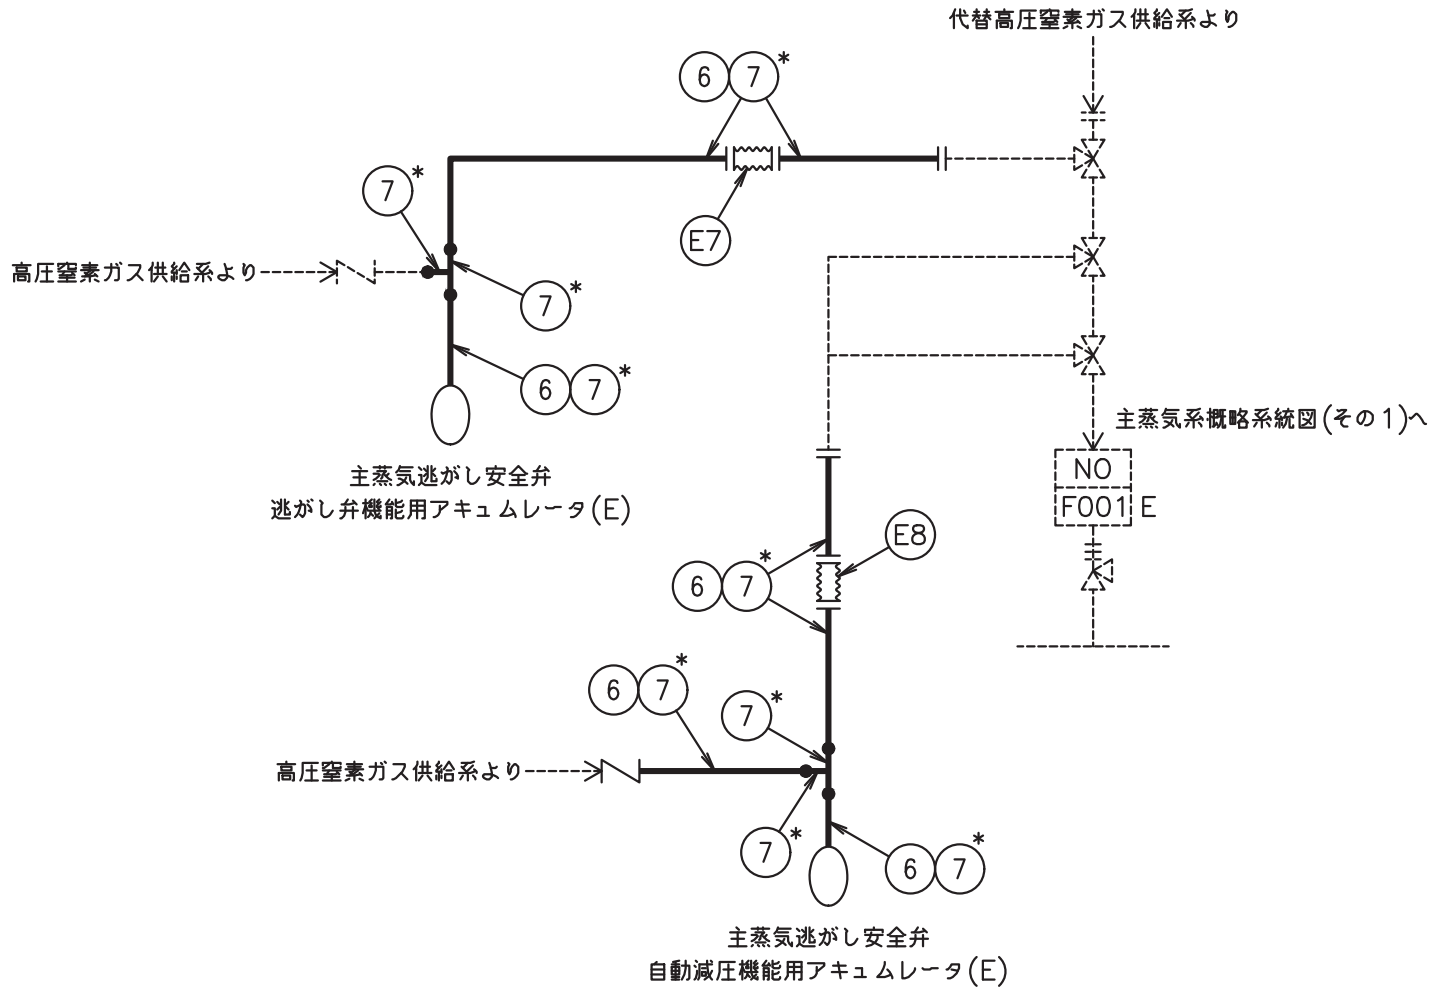 代替高圧窒素ガス供給系より
6 7 *
7 *
E7
高圧窒素ガス供給系より
7 *
6 7 *
主蒸気系概略系統図(その1)へ
NO
F001 E
主蒸気逃がし安全弁
逃がし弁機能用アキュムレータ(E)
E8
6 7 *
6 7 *
7 *
高圧窒素ガス供給系より
7 *
6 7 *
主蒸気逃がし安全弁
自動減圧機能用アキュムレータ(E)